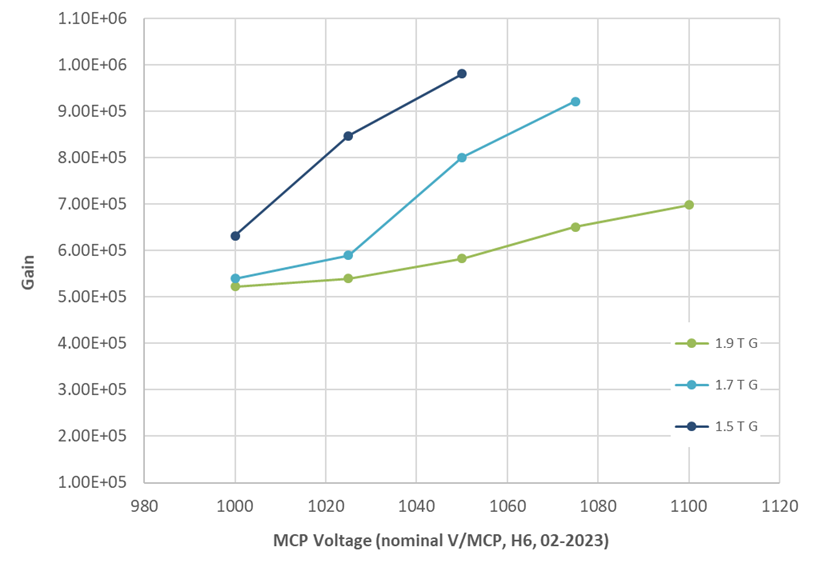 1.10E+06
1.00E+06
9.00E+05
8.00E+05
7.00E+05
6.00E+05
5.00E+05
4.00E+05
3.00E+05
2.00E+05
1.00E+05
Gain
1.9 T G
1.7 T G
1.5 T G
980 1000 1020 1040 1060 1080 1100 1120
MCP Voltage (nominal V/MCP, H6, 02-2023)